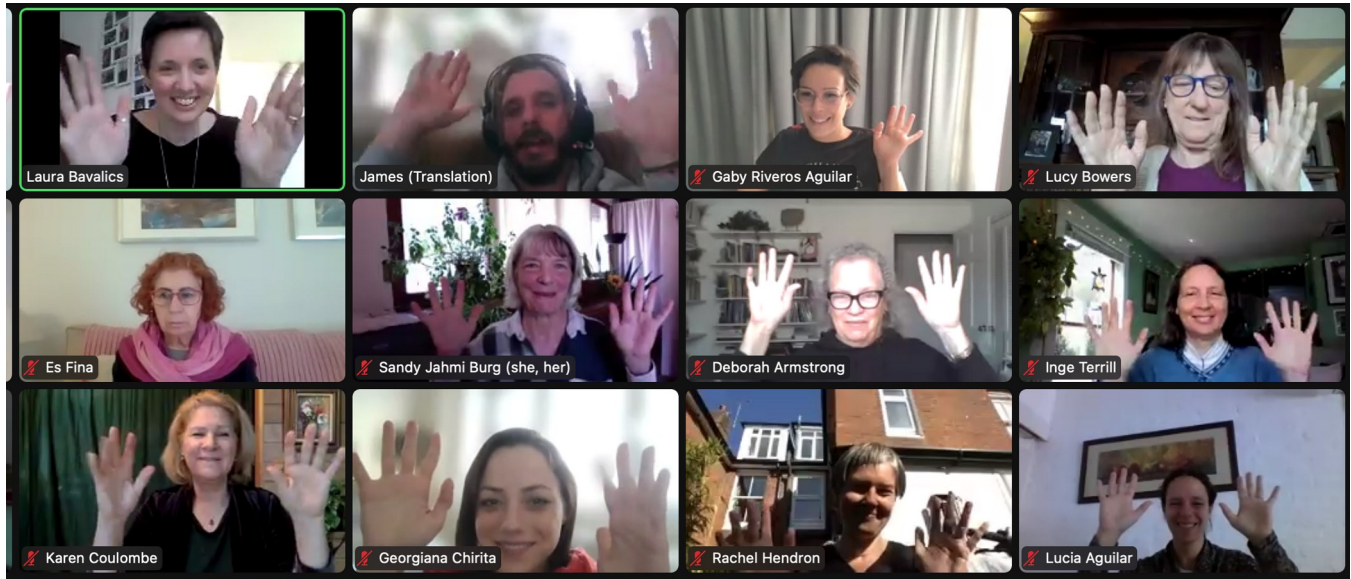 Laura Bavalics
James (Translation)
Gaby Riveros Aguilar
Lucy Bowers
Es Fina
Sandy Jahmi Burg (she, her)
Deborah Armstrong
Inge Terrill
Karen Coulombe
Georgiana Chirita
Rachel Hendron
Lucia Aguilar